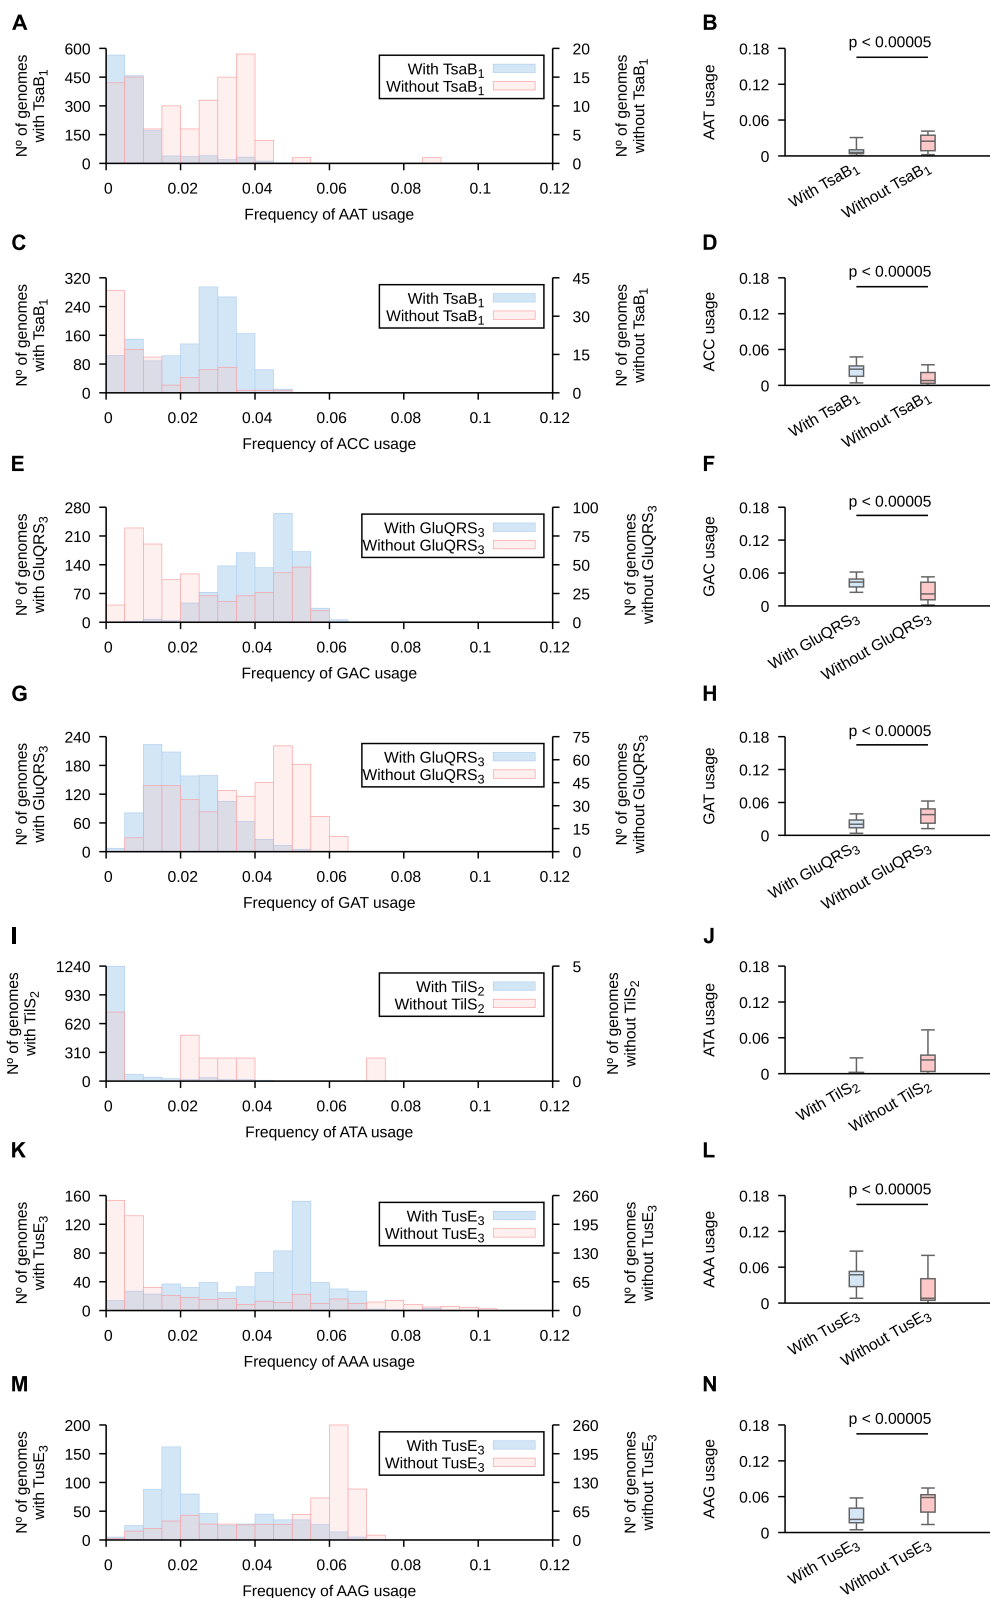 A
Nº of genomes
with TsaB1
600
450
300
150
0
With TsaB1
Without TsaB1
20
15
10
5
0
Nº of genomes
without TsaB1
0 0.02 0.04 0.06 0.08 0.1 0.12
Frequency of AAT usage
B
AAT usage
0.18
0.12
0.06
0
p < 0.00005
With TsaB1
Without TsaB1
C
Nº of genomes
with TsaB1
320
240
160
80
0
With TsaB1
Without TsaB1
45
30
15
0
Nº of genomes
without TsaB1
0 0.02 0.04 0.06 0.08 0.1 0.12
Frequency of ACC usage
D
ACC usage
0.18
0.12
0.06
0
p < 0.00005
With TsaB1
Without TsaB1
E
Nº of genomes
with GluQRS3
280
210
140
70
0
With GluQRS3
Without GluQRS3
100
75
50
25
0
Nº of genomes
without GluQRS3
0 0.02 0.04 0.06 0.08 0.1 0.12
Frequency of GAC usage
F
GAC usage
0.18
0.12
0.06
0
p < 0.00005
With GluQRS3
Without GluQRS3
G
Nº of genomes
with GluQRS3
240
180
120
60
0
With GluQRS3
Without GluQRS3
75
60
45
30
15
0
Nº of genomes
without GluQRS3
0 0.02 0.04 0.06 0.08 0.1 0.12
Frequency of GAT usage
H
GAT usage
0.18
0.12
0.06
0
p < 0.00005
With GluQRS3
Without GluQRS3
I
Nº of genomes
with TilS2
1240
930
620
310
0
With TilS2
Without TilS2
5
0
Nº of genomes
without TilS2
0 0.02 0.04 0.06 0.08 0.1 0.12
Frequency of ATA usage
J
ATA usage
0.18
0.12
0.06
0
With TilS2
Without TilS2
K
Nº of genomes
with TusE3
160
120
80
40
0
With TusE3
Without TusE3
260
195
130
65
0
Nº of genomes
without TusE3
0 0.02 0.04 0.06 0.08 0.1 0.12
Frequency of AAA usage
L
AAA usage
0.18
0.12
0.06
0
p < 0.00005
With TusE3
Without TusE3
M
Nº of genomes
with TusE3
200
150
100
50
0
With TusE3
Without TusE3
260
195
130
65
0
Nº of genomes
without TusE3
0 0.02 0.04 0.06 0.08 0.1 0.12
Frequency of AAG usage
N
AAG usage
0.18
0.12
0.06
0
p < 0.00005
With TusE3
Without TusE3